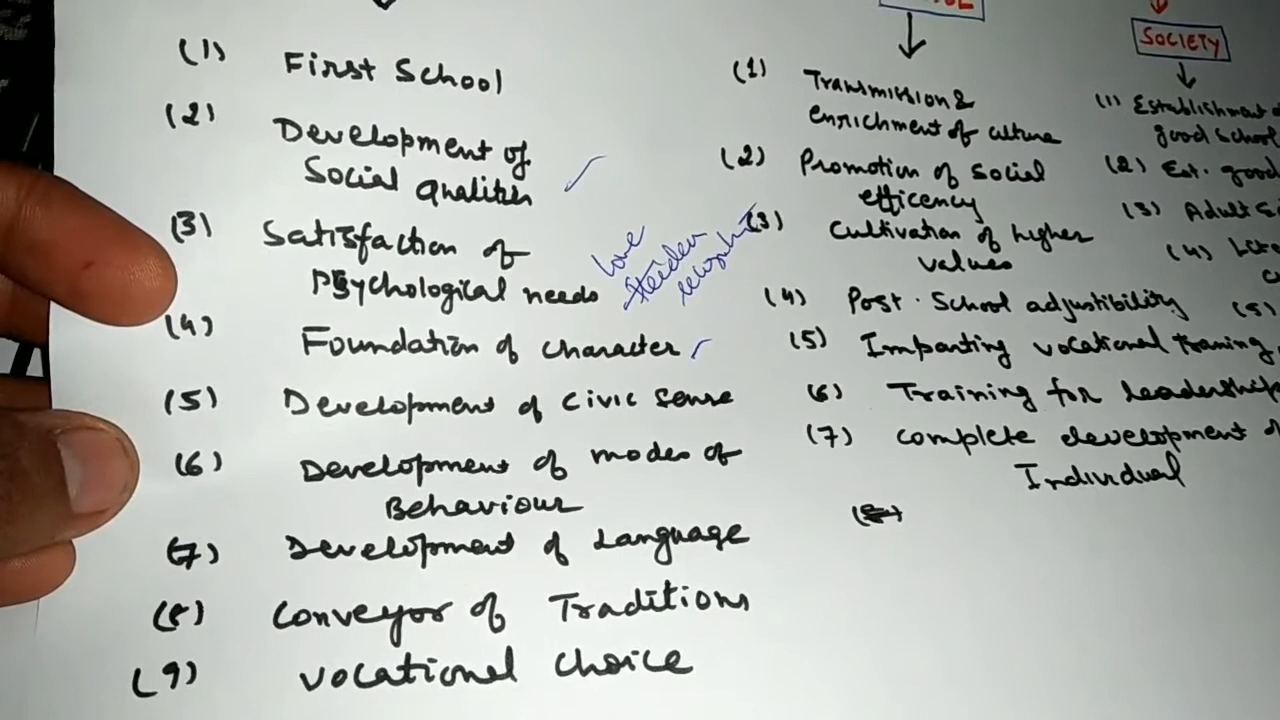 (1) First School
(2) Development of
Social qualities
(3) Satisfaction of
Psychological needs
love
(4) Foundation of character
(5) Development of civic sense
(6) Development of modes of
Behaviour
(7) Development of Language
(8) Conveyor of Traditions
(9) vocational choice
(1) Transmission &
enrichment of culture
(2) Promotion of social
efficency
(3) Cultivation of higher
values
(4) Post. School adjustibility
(5) Imparting vocational training
(6) Training for leadership
(7) complete development of
Individual
SOCIETY
(1) Establishment
good school
(2) Est. good
(3) Adult
(4)
(5)